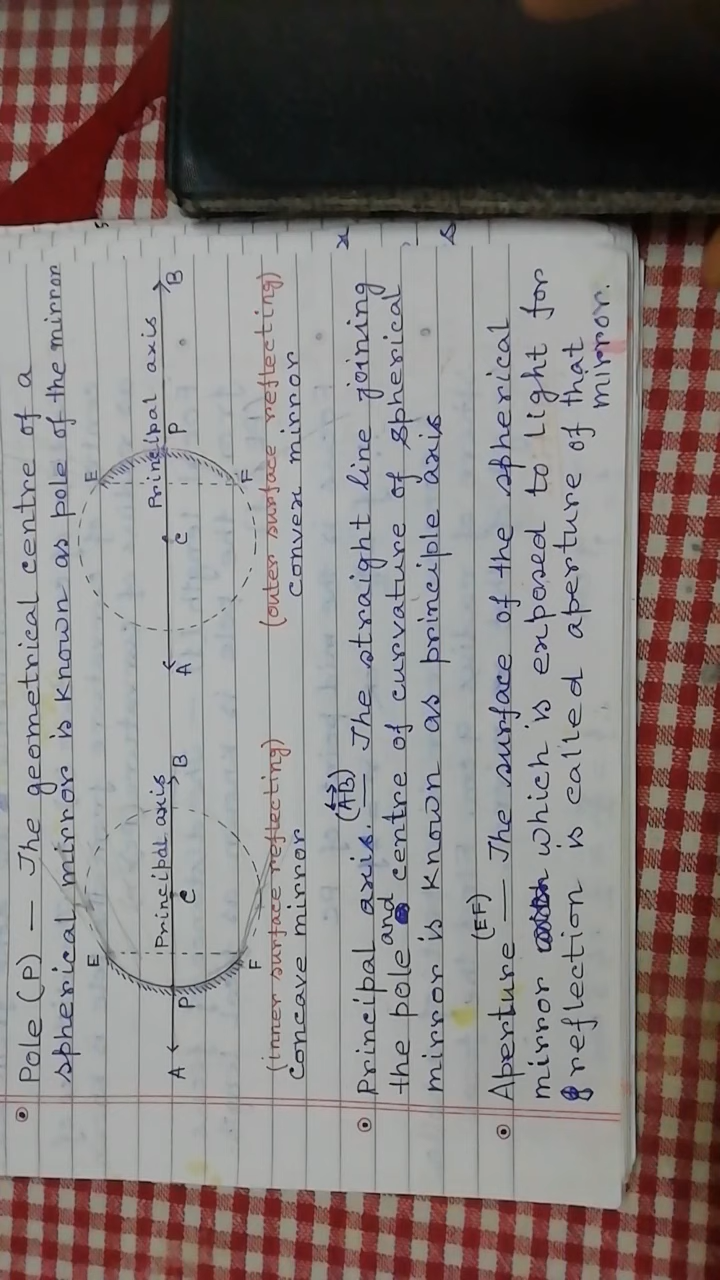 Pole (P) — The geometrical centre of a
spherical mirror is known as pole of the mirror
E
Principal axis
A
P
C
B
F
E
Principal axis
A
C
P
B
F
(inner surface reflecting)
Concave mirror
(outer surface reflecting)
convex mirror
Principal axis. (AB) — The straight line joining
the pole and centre of curvature of spherical
mirror is known as principle axis
Aperture (EF) — The surface of the spherical
mirror which is exposed to light for
reflection is called aperture of that
mirror.